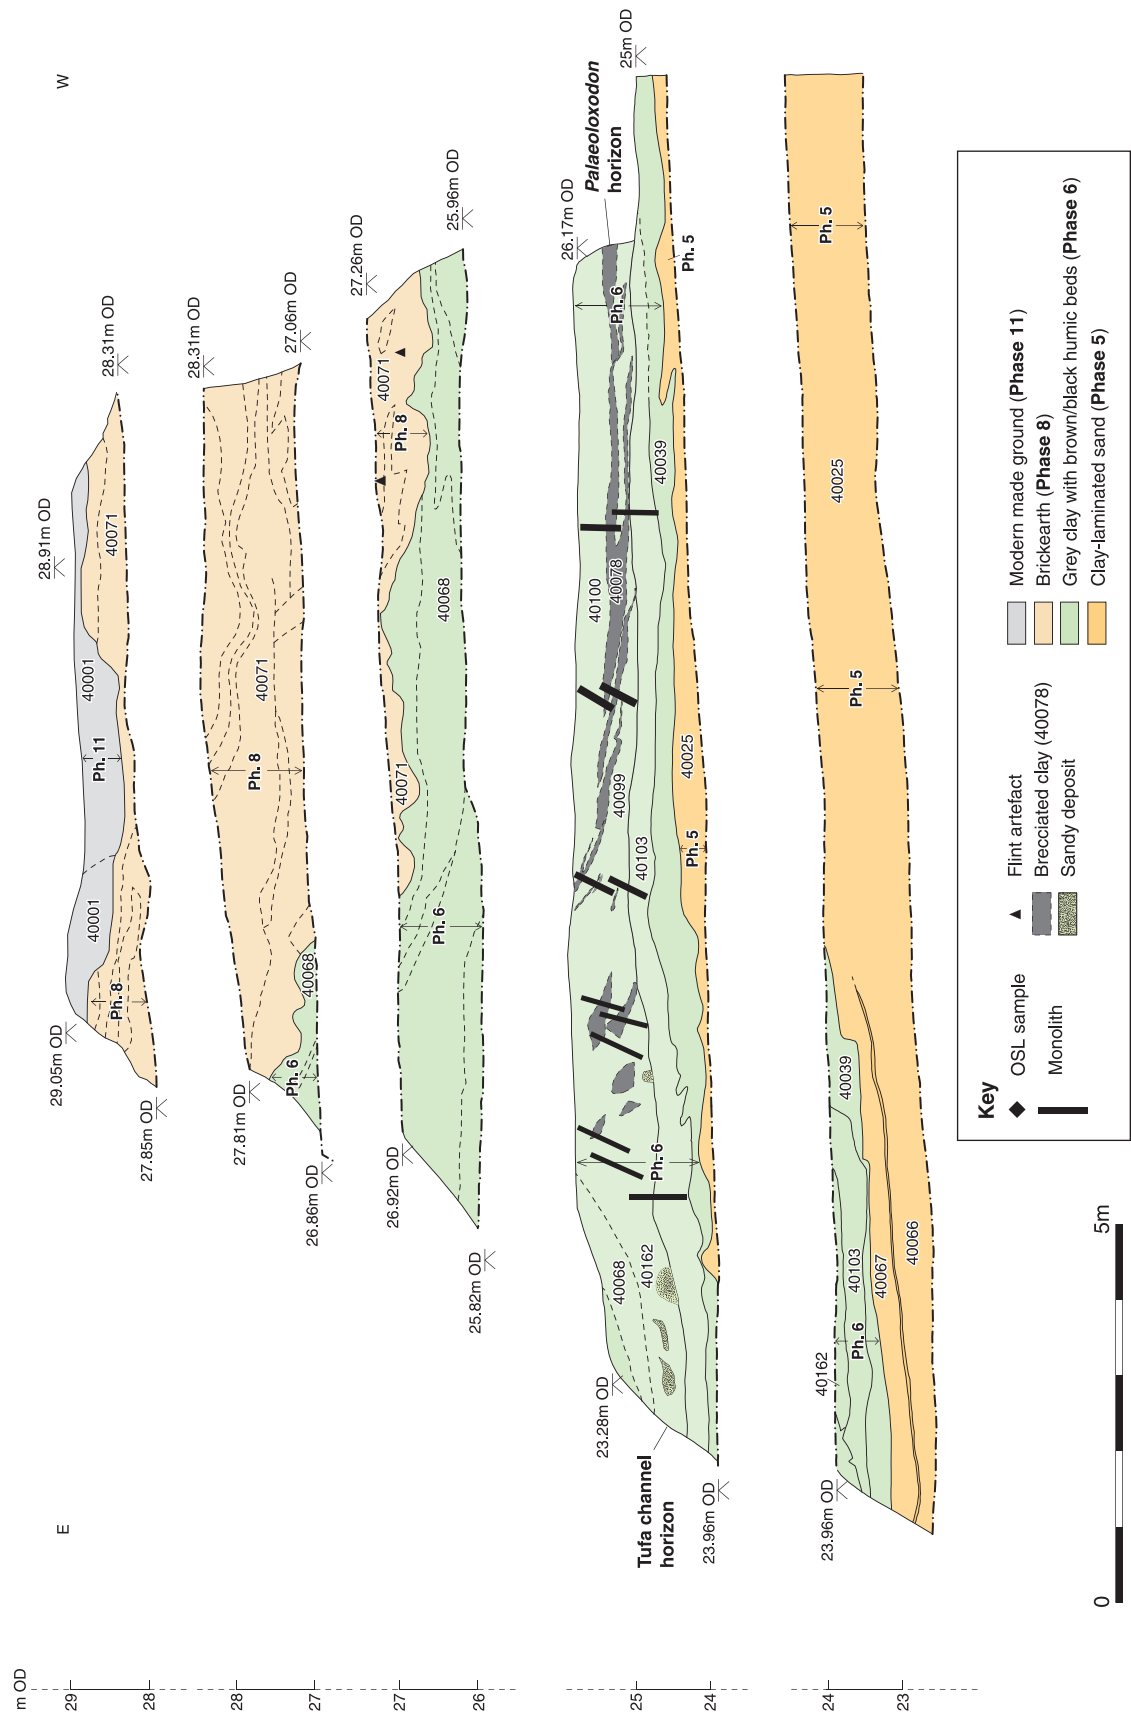 E
W
m OD
29
28
29.05m OD
28.91m OD
28.31m OD
27.85m OD
40001
40001
Ph. 11
40071
Ph. 8
28
27
28.31m OD
27.06m OD
27.81m OD
26.86m OD
40071
Ph. 8
40068
Ph. 6
27
26
27.26m OD
25.96m OD
26.92m OD
25.82m OD
40071
Ph. 8
40071
40068
Ph. 6
25
24
26.17m OD
Palaeoloxodon
horizon
25m OD
Ph. 6
Ph. 5
40100
40078
40039
40099
40103
40025
Ph. 5
Ph. 6
40068
40162
23.28m OD
Tufa channel
horizon
23.96m OD
24
23
23.96m OD
40162
40103
Ph. 6
40067
40066
40039
Ph. 5
40025
Ph. 5
0
5m
Key
OSL sample
Monolith
Flint artefact
Brecciated clay (40078)
Sandy deposit
Modern made ground (Phase 11)
Brickearth (Phase 8)
Grey clay with brown/black humic beds (Phase 6)
Clay-laminated sand (Phase 5)